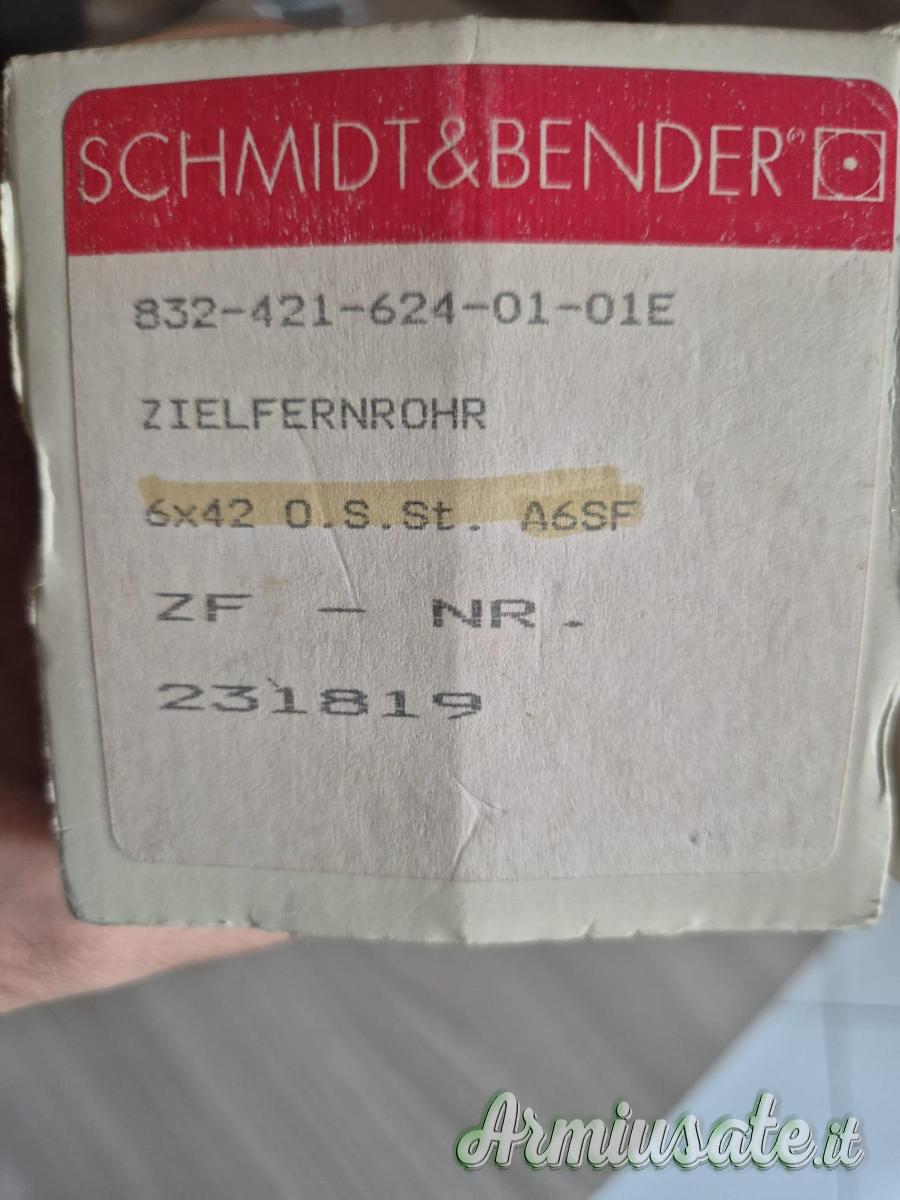 SCHMIDT&BENDER®
832-421-624-01-01E
ZIELFERNROHR
6x42 O.S.St. A6SF
ZF - NR.
231819
Armiusate.it